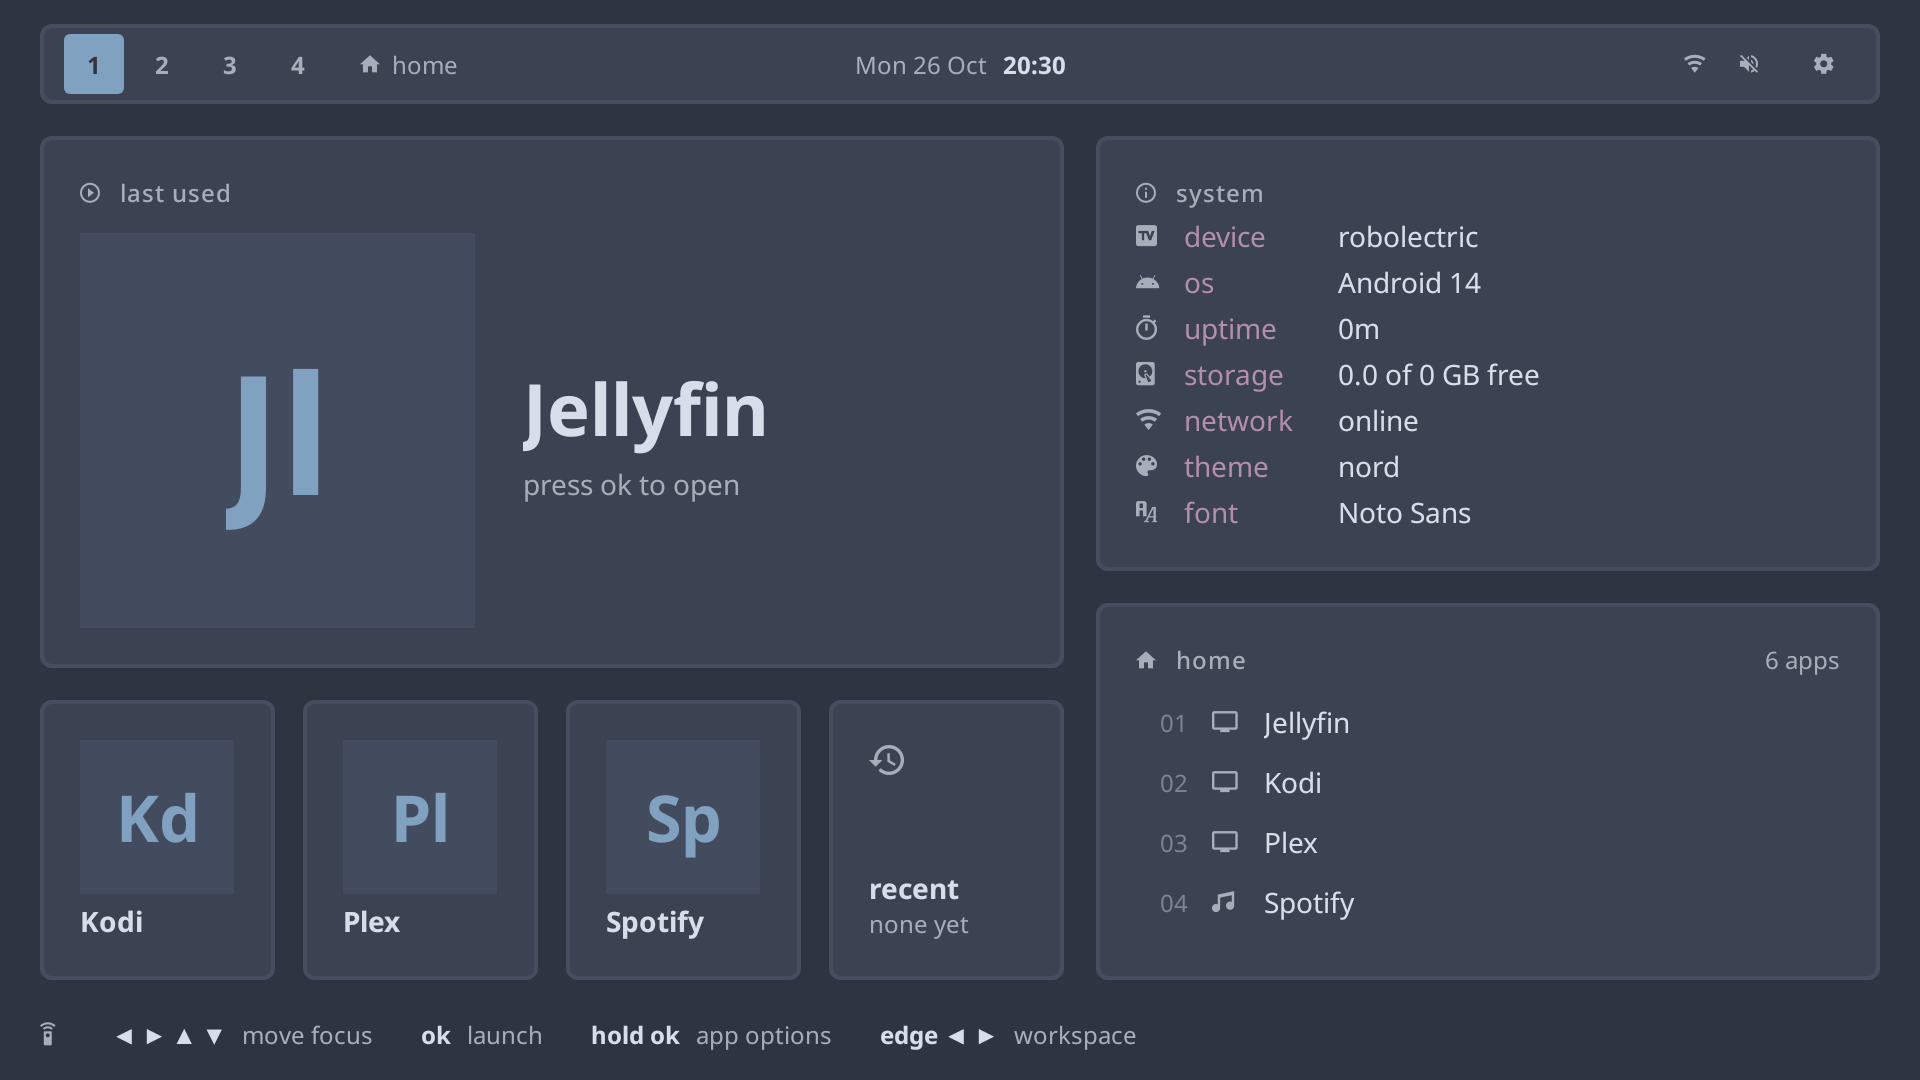 1 2 3 4 home Mon 26 Oct 20:30
last used
Jl
Jellyfin
press ok to open
Kd
Kodi
Pl
Plex
Sp
Spotify
recent
none yet
system
device robolectric
os Android 14
uptime 0m
storage 0.0 of 0 GB free
network online
theme nord
font Noto Sans
home 6 apps
01 Jellyfin
02 Kodi
03 Plex
04 Spotify
◀ ▶ ▲ ▼ move focus ok launch hold ok app options edge ◀ ▶ workspace